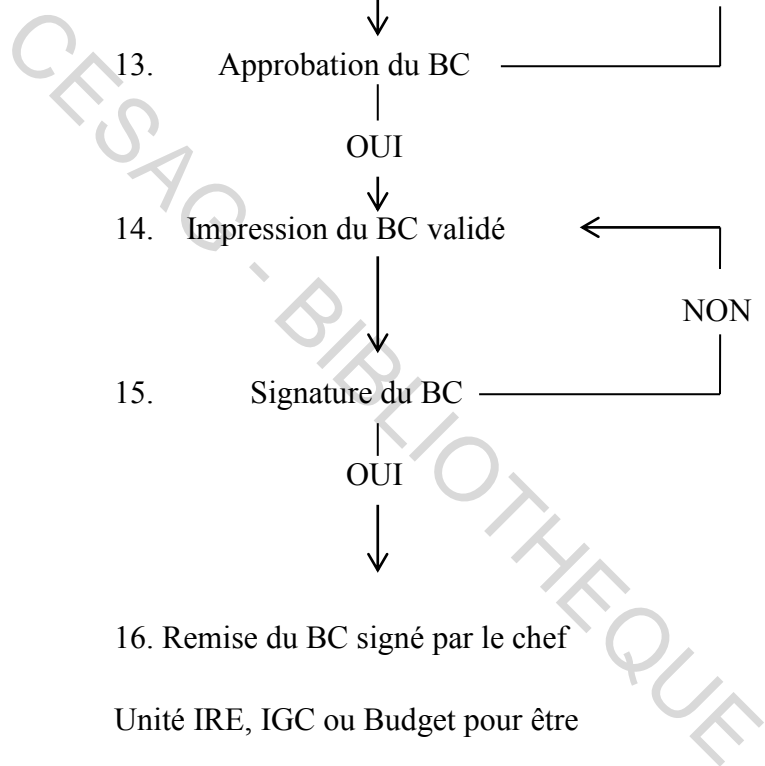 13. Approbation du BC
OUI
14. Impression du BC validé
NON
15. Signature du BC
OUI
16. Remise du BC signé par le chef
Unité IRE, IGC ou Budget pour être
CESAG - BIBLIOTHEQUE